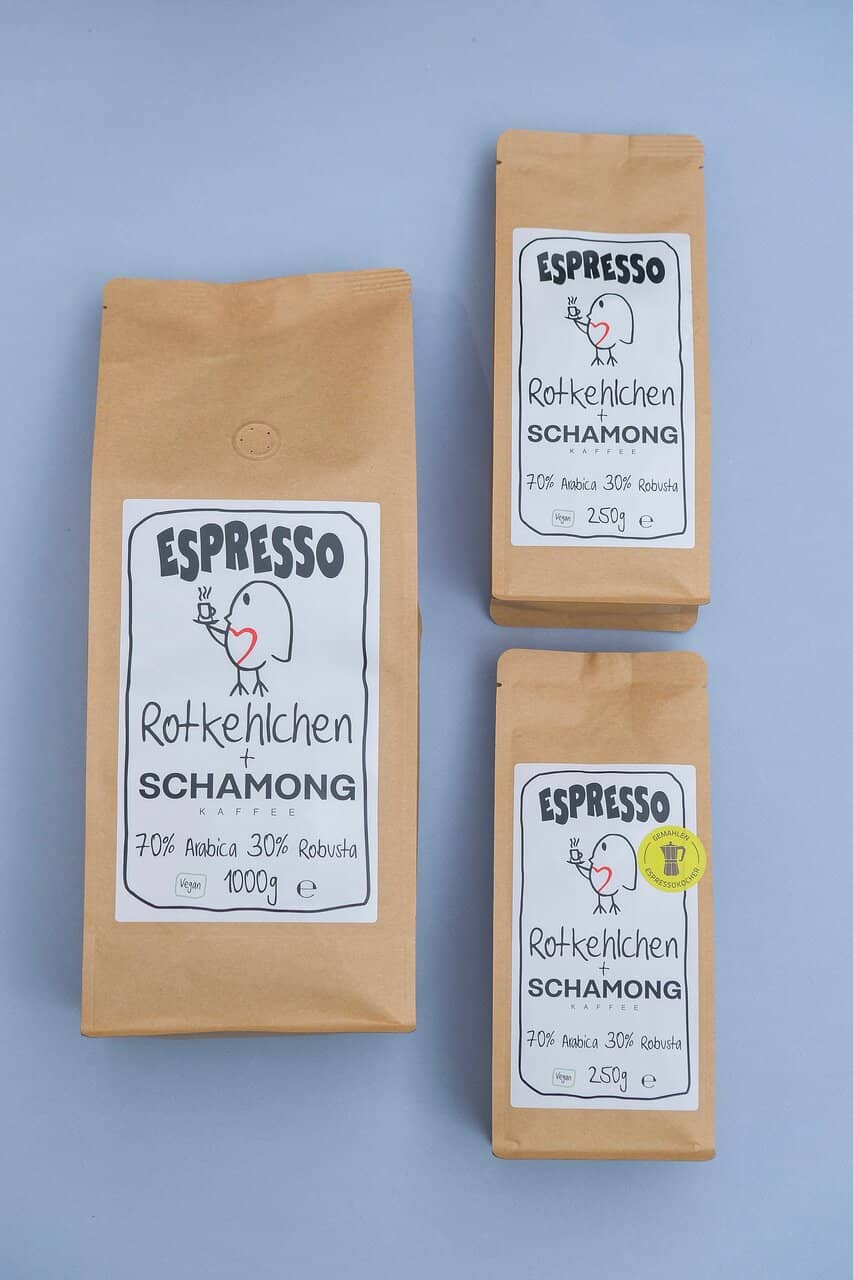 ESPRESSO
Rotkehlchen
+
SCHAMONG
KAFFEE
70% Arabica 30% Robusta
Vegan 1000g ℮
ESPRESSO
Rotkehlchen
+
SCHAMONG
KAFFEE
70% Arabica 30% Robusta
Vegan 250g ℮
ESPRESSO
GEMAHLEN
ESPRESSOKOCHER
Rotkehlchen
+
SCHAMONG
KAFFEE
70% Arabica 30% Robusta
Vegan 250g ℮